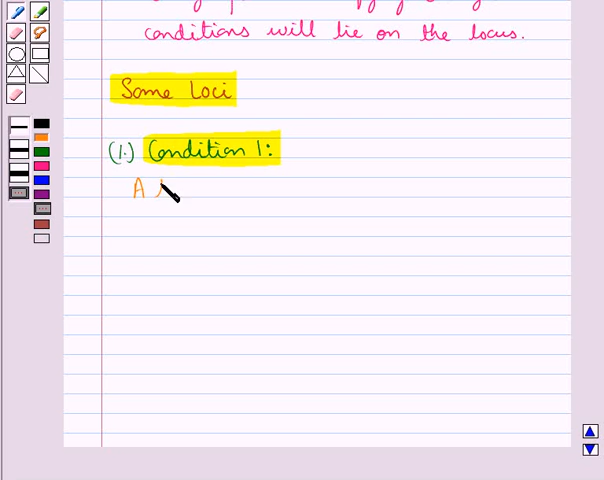 conditions will lie on the locus.
Some Loci
(1.) Condition 1:
A